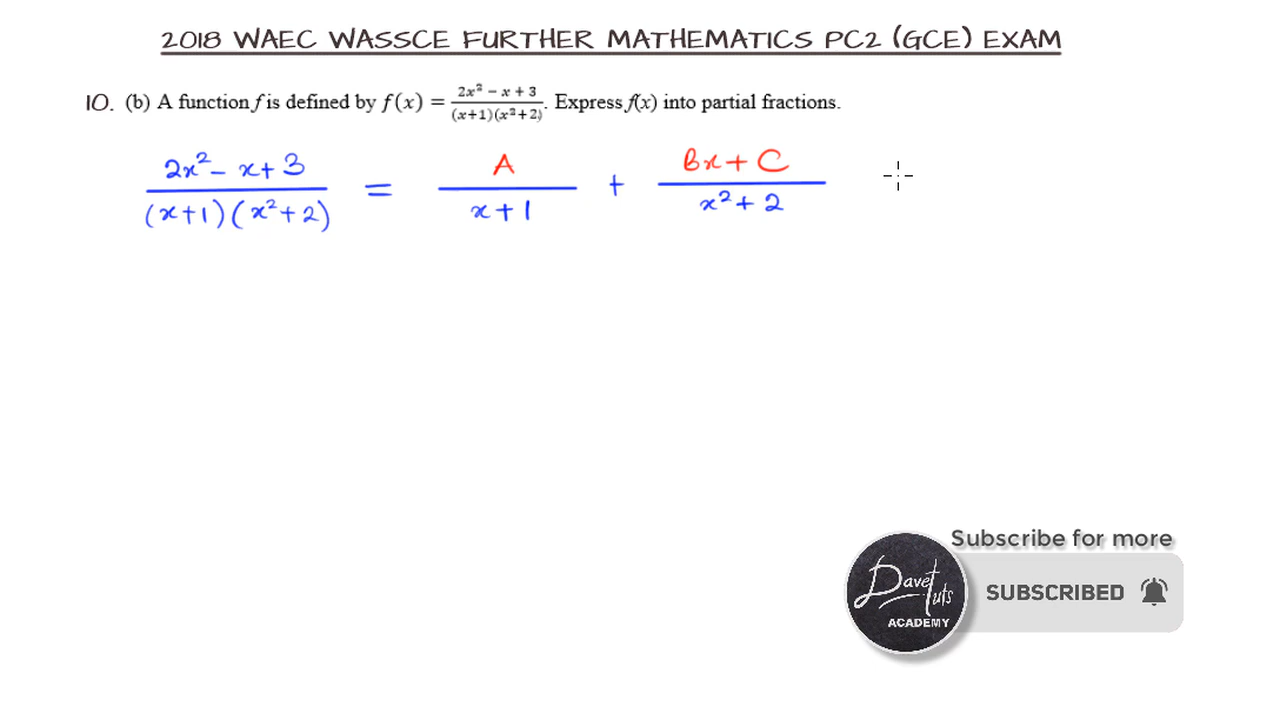 2018 WAEC WASSCE FURTHER MATHEMATICS PC2 (GCE) EXAM
10. (b) A function f is defined by f(x) = (2x² − x + 3)/((x+1)(x²+2)). Express f(x) into partial fractions.
(2x² − x + 3)/((x+1)(x²+2)) = A/(x+1) + (Bx + C)/(x² + 2)
Subscribe for more
Dave Tuts
ACADEMY
SUBSCRIBED